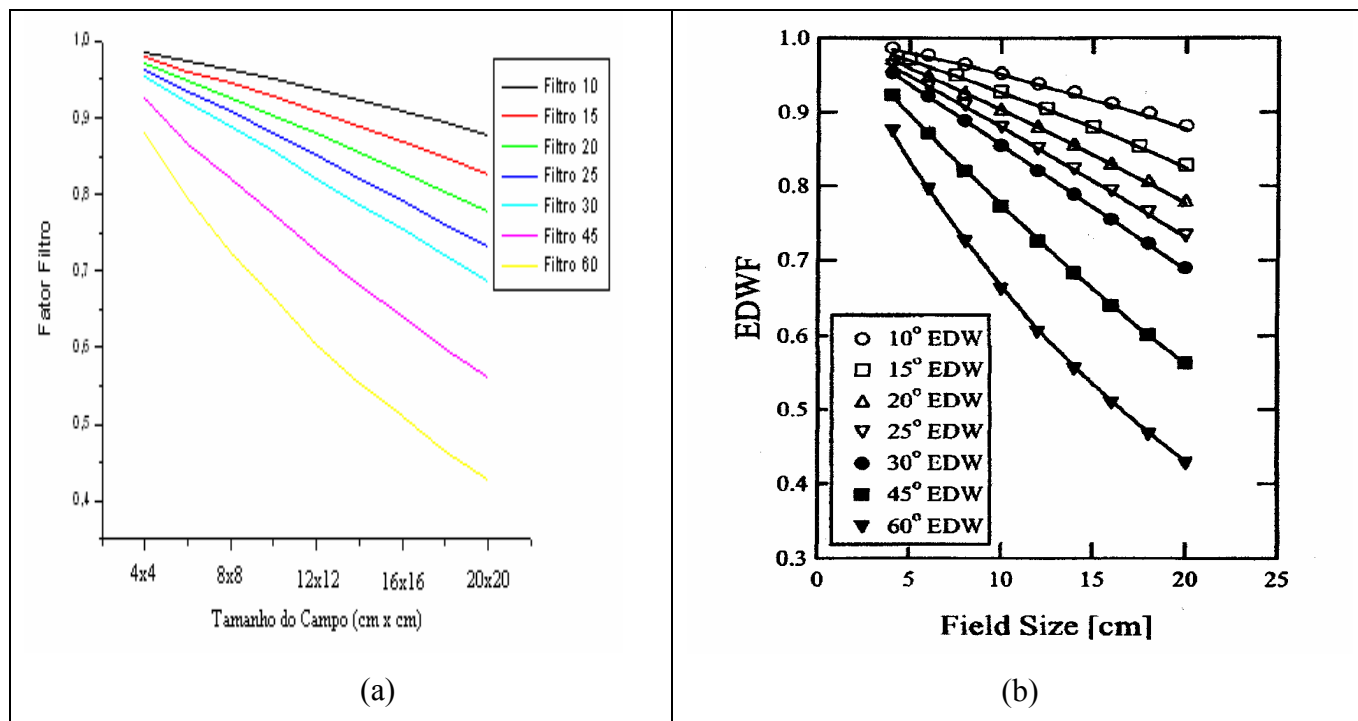 1,0
0,9
0,8
0,7
0,6
0,5
0,4
Fator Filtro
Filtro 10
Filtro 15
Filtro 20
Filtro 25
Filtro 30
Filtro 45
Filtro 60
4x4 8x8 12x12 16x16 20x20
Tamanho do Campo (cm x cm)
(a)
1.0
0.9
0.8
0.7
0.6
0.5
0.4
0.3
EDWF
10° EDW
15° EDW
20° EDW
25° EDW
30° EDW
45° EDW
60° EDW
0 5 10 15 20 25
Field Size [cm]
(b)